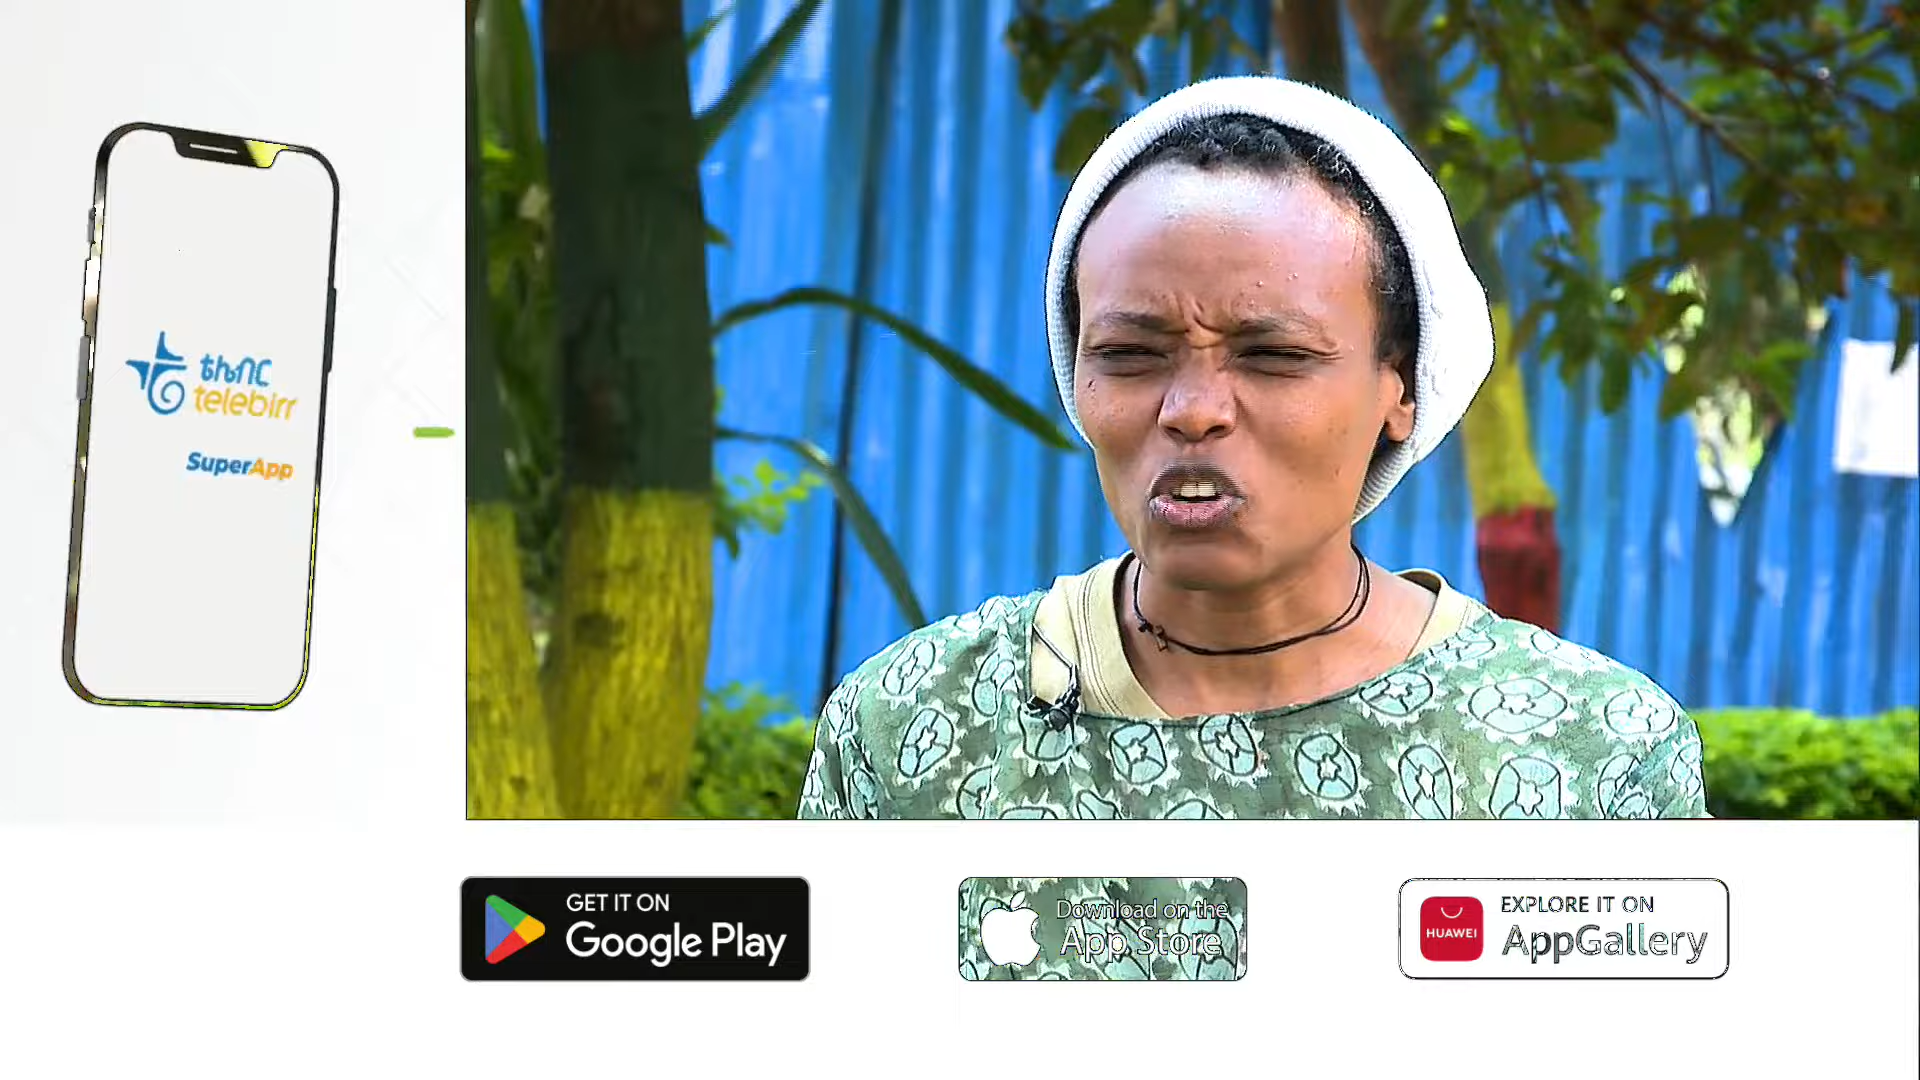 ቴሌብር
telebirr
SuperApp
GET IT ON
Google Play
Download on the
App Store
HUAWEI
EXPLORE IT ON
AppGallery